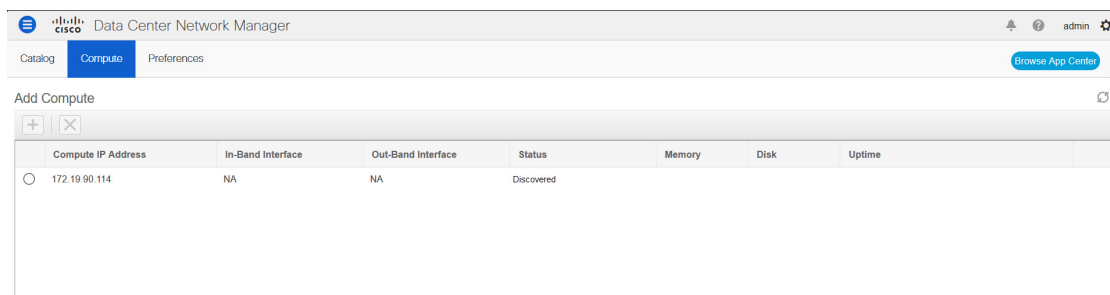 cisco Data Center Network Manager admin
Catalog Compute Preferences Browse App Center
Add Compute
Compute IP Address In-Band Interface Out-Band Interface Status Memory Disk Uptime
172.19.90.114 NA NA Discovered